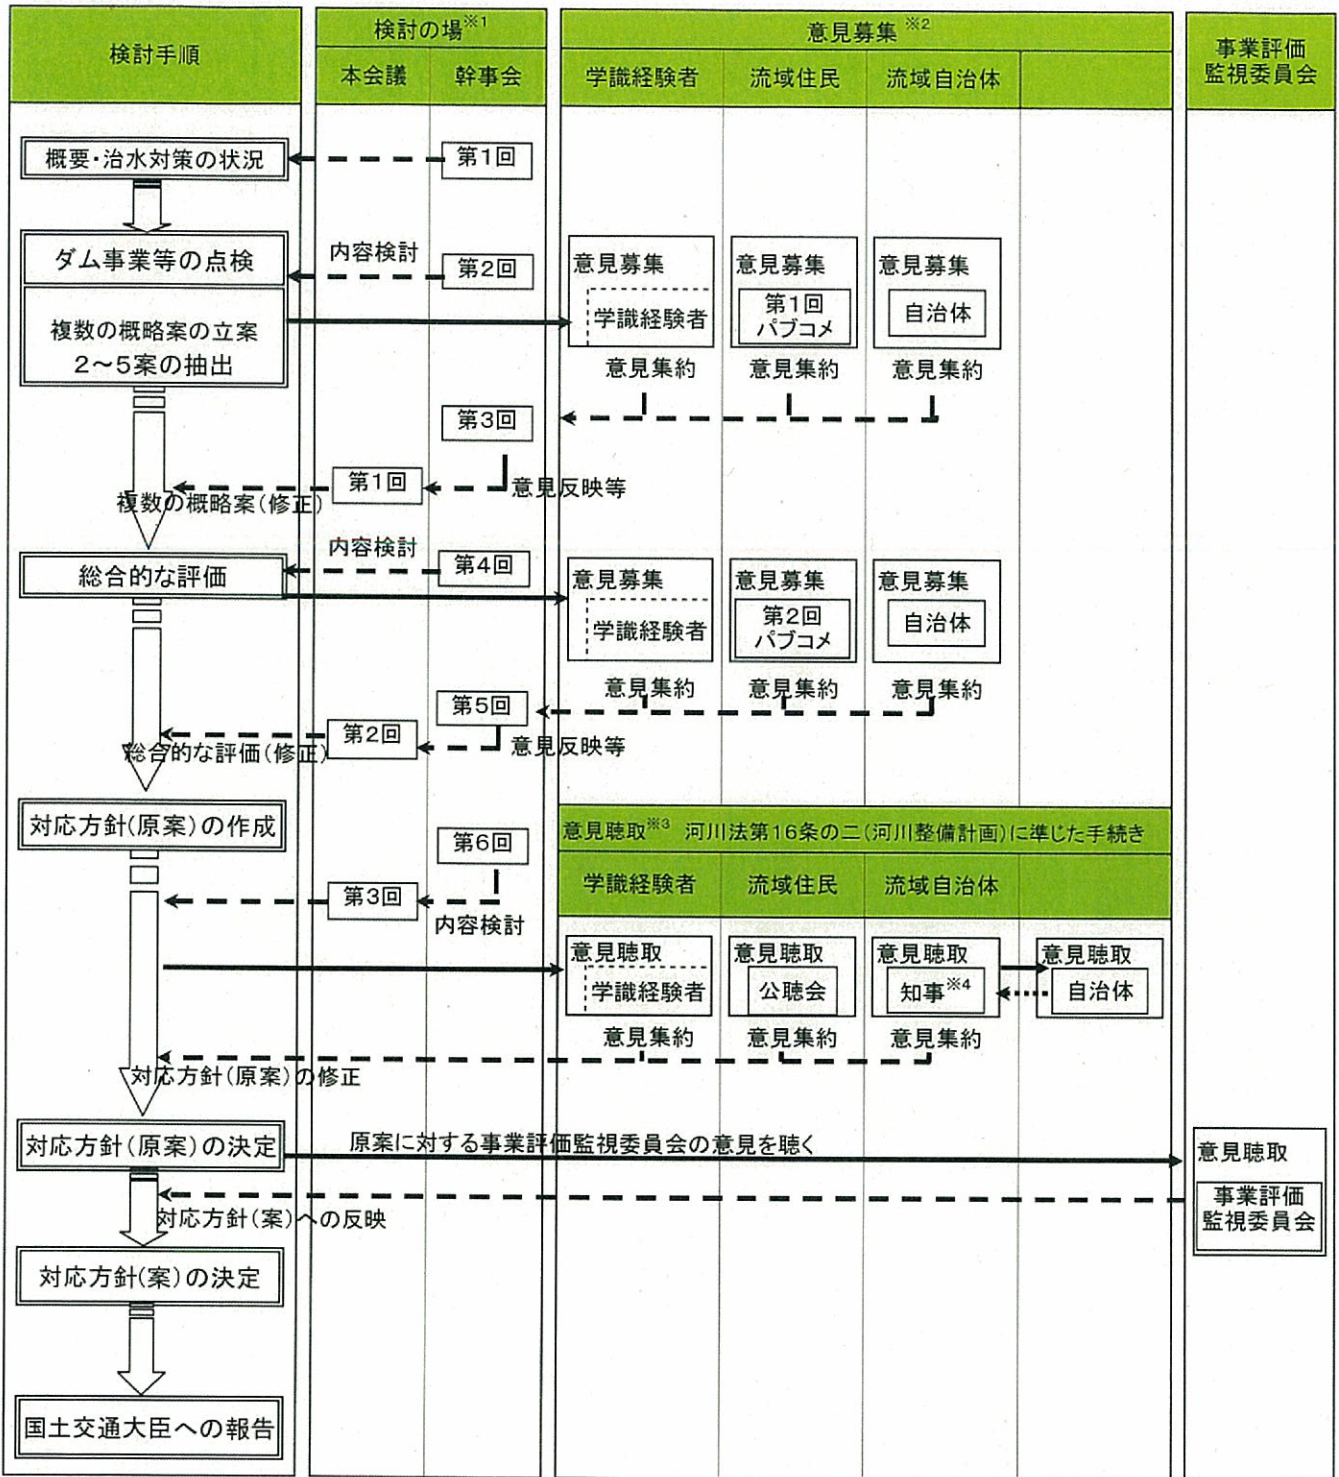 検討手順
検討の場※1
本会議
幹事会
意見募集※2
学識経験者
流域住民
流域自治体
事業評価
監視委員会
概要・治水対策の状況
第1回
ダム事業等の点検
内容検討
第2回
複数の概略案の立案
2～5案の抽出
意見募集
学識経験者
意見募集
第1回
パブコメ
意見募集
自治体
意見集約
意見集約
意見集約
第3回
第1回
意見反映等
複数の概略案(修正)
総合的な評価
内容検討
第4回
意見募集
学識経験者
意見募集
第2回
パブコメ
意見募集
自治体
意見集約
意見集約
意見集約
第5回
第2回
意見反映等
総合的な評価(修正)
対応方針(原案)の作成
第6回
第3回
内容検討
意見聴取※3 河川法第16条の二(河川整備計画)に準じた手続き
学識経験者
流域住民
流域自治体
意見聴取
学識経験者
意見聴取
公聴会
意見聴取
知事※4
意見聴取
自治体
意見集約
意見集約
意見集約
対応方針(原案)の修正
対応方針(原案)の決定
原案に対する事業評価監視委員会の意見を聴く
意見聴取
事業評価
監視委員会
対応方針(案)への反映
対応方針(案)の決定
国土交通大臣への報告